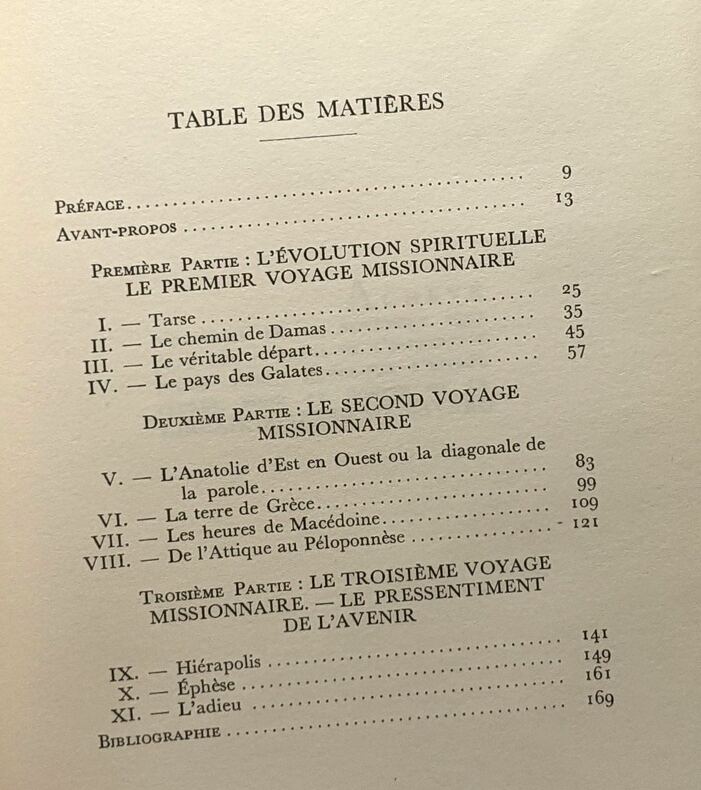 TABLE DES MATIÈRES
PRÉFACE........................................ 9
AVANT-PROPOS ........................................ 13
PREMIÈRE PARTIE : L'ÉVOLUTION SPIRITUELLE
LE PREMIER VOYAGE MISSIONNAIRE
I. — Tarse ........................................ 25
II. — Le chemin de Damas ........................ 35
III. — Le véritable départ........................ 45
IV. — Le pays des Galates........................ 57
DEUXIÈME PARTIE : LE SECOND VOYAGE
MISSIONNAIRE
V. — L'Anatolie d'Est en Ouest ou la diagonale de
la parole................................ 83
VI. — La terre de Grèce........................ 99
VII. — Les heures de Macédoine.................... 109
VIII. — De l'Attique au Péloponnèse ................ 121
TROISIÈME PARTIE : LE TROISIÈME VOYAGE
MISSIONNAIRE. — LE PRESSENTIMENT
DE L'AVENIR
IX. — Hiérapolis ................................ 141
X. — Éphèse .................................... 149
XI. — L'adieu .................................... 161
BIBLIOGRAPHIE .................................... 169